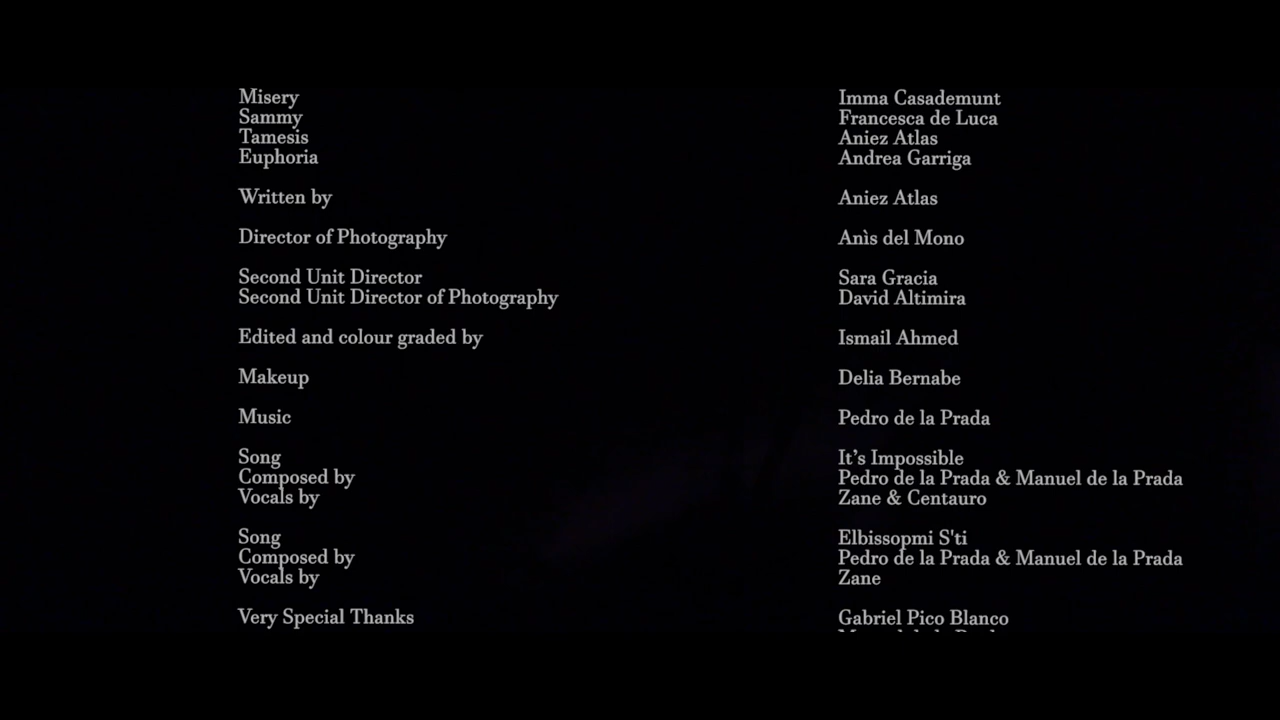 Misery Imma Casademunt
Sammy Francesca de Luca
Tamesis Aniez Atlas
Euphoria Andrea Garriga
Written by Aniez Atlas
Director of Photography Anìs del Mono
Second Unit Director Sara Gracia
Second Unit Director of Photography David Altimira
Edited and colour graded by Ismail Ahmed
Makeup Delia Bernabe
Music Pedro de la Prada
Song It’s Impossible
Composed by Pedro de la Prada & Manuel de la Prada
Vocals by Zane & Centauro
Song Elbissopmi S'ti
Composed by Pedro de la Prada & Manuel de la Prada
Vocals by Zane
Very Special Thanks Gabriel Pico Blanco